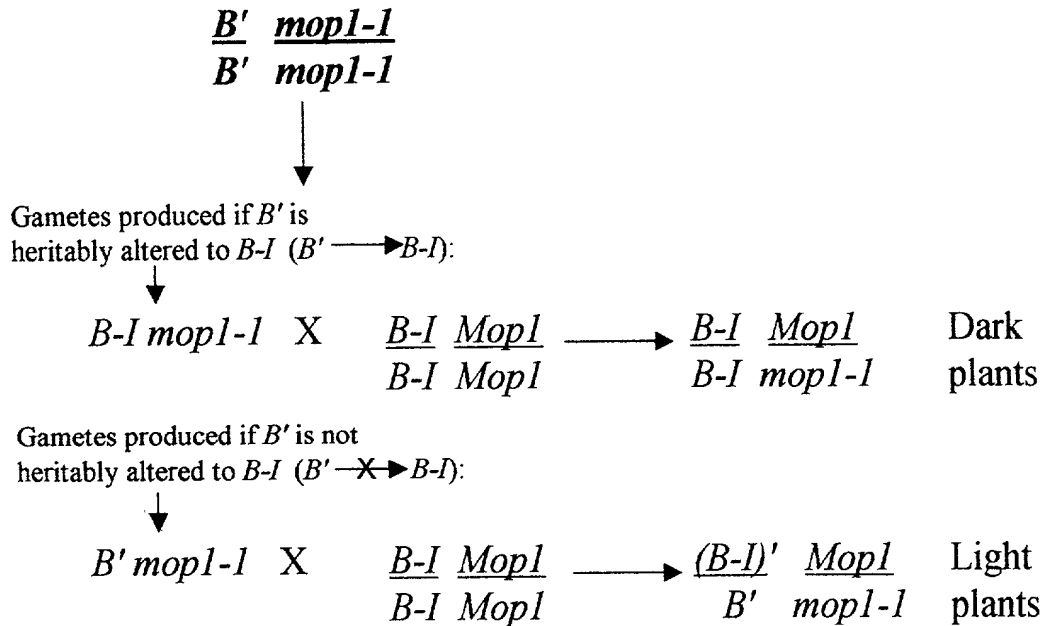 B' mop1-1
B' mop1-1
Gametes produced if B' is
heritably altered to B-I (B' → B-I):
B-I mop1-1 X B-I Mop1 → B-I Mop1 Dark
B-I Mop1 B-I mop1-1 plants
Gametes produced if B' is not
heritably altered to B-I (B' -X→ B-I):
B' mop1-1 X B-I Mop1 → (B-I)' Mop1 Light
B-I Mop1 B' mop1-1 plants